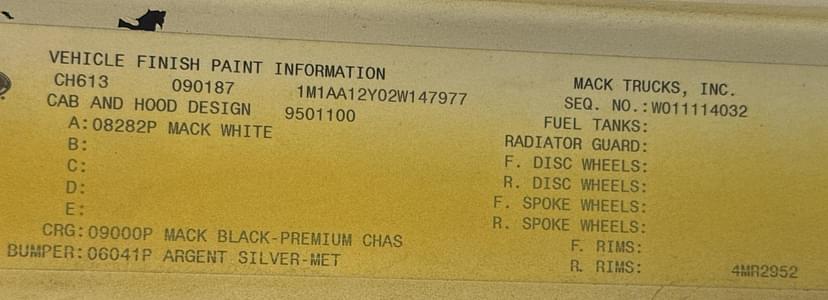 VEHICLE FINISH PAINT INFORMATION
CH613 090187 1M1AA12Y02W147977
CAB AND HOOD DESIGN 9501100
A:08282P MACK WHITE
B:
C:
D:
E:
CRG:09000P MACK BLACK-PREMIUM CHAS
BUMPER:06041P ARGENT SILVER-MET
MACK TRUCKS, INC.
SEQ. NO.:W011114032
FUEL TANKS:
RADIATOR GUARD:
F. DISC WHEELS:
R. DISC WHEELS:
F. SPOKE WHEELS:
R. SPOKE WHEELS:
F. RIMS:
R. RIMS:
4MR2952